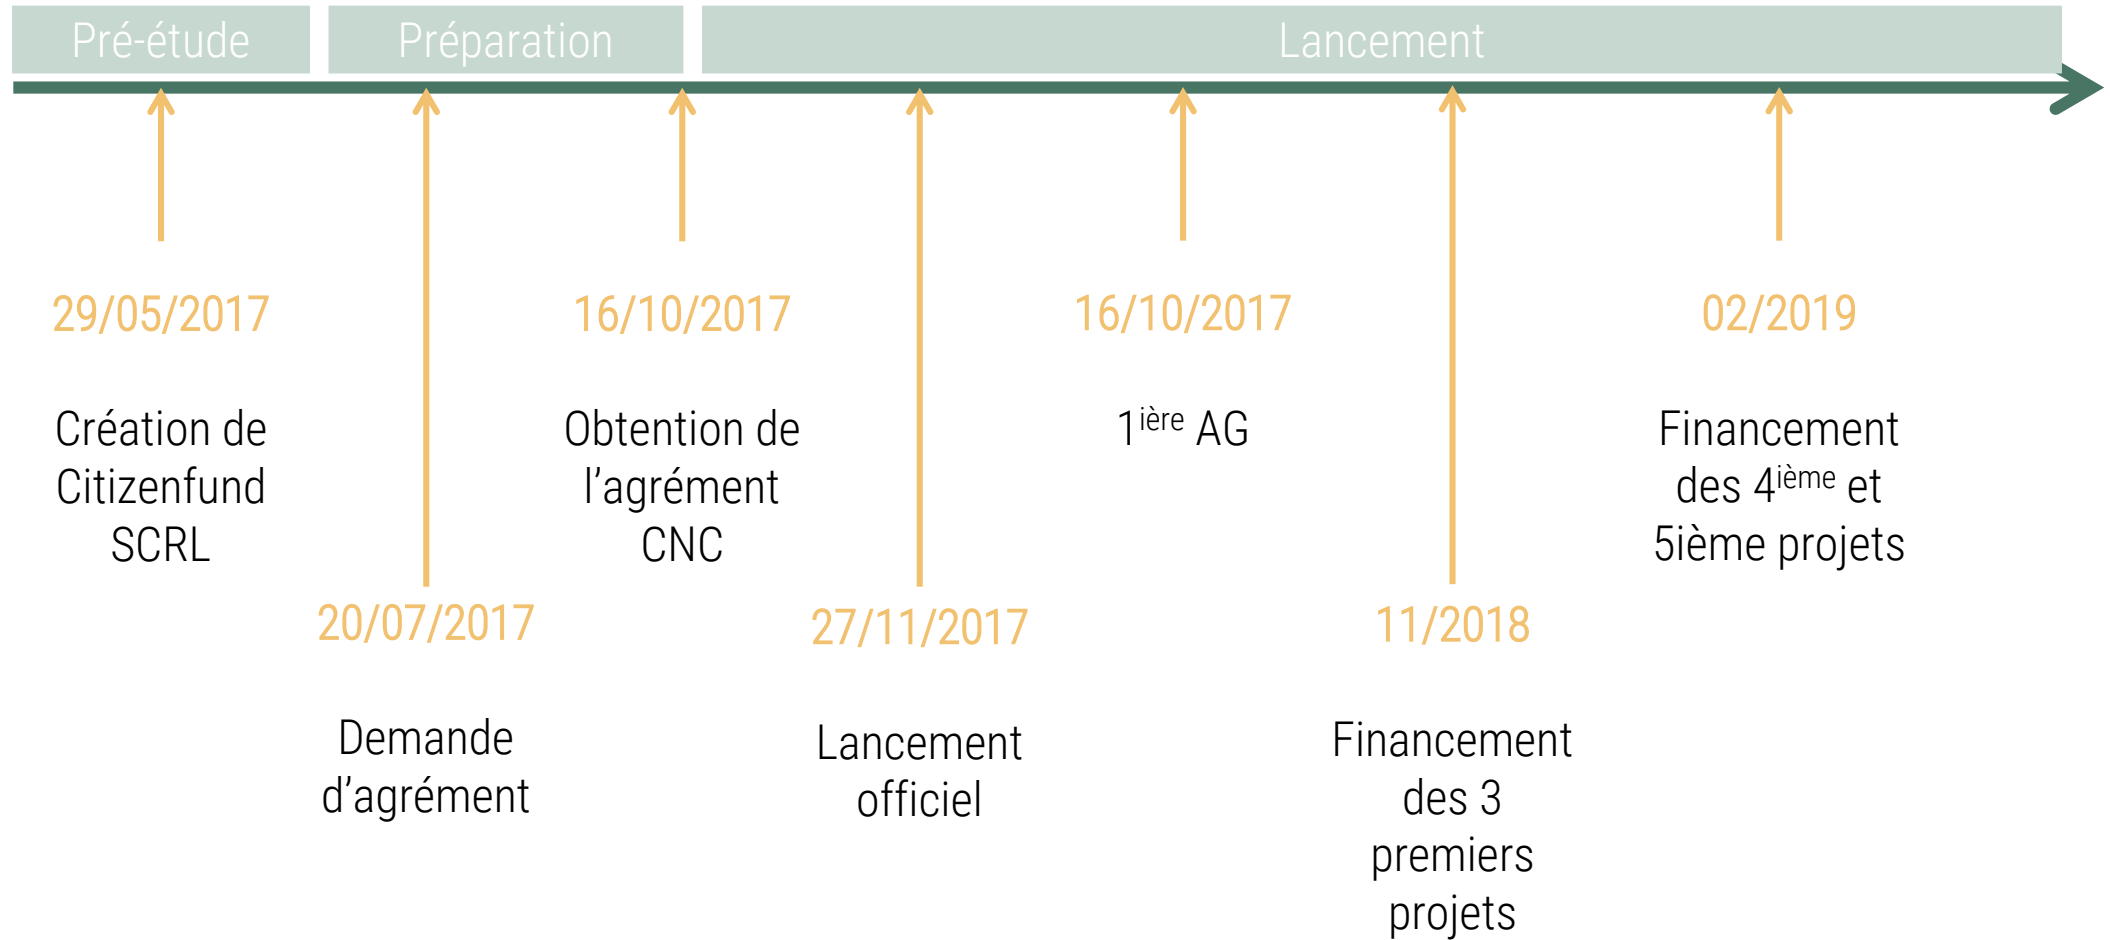 Pré-étude
Préparation
Lancement
29/05/2017
Création de
Citizenfund
SCRL
20/07/2017
Demande
d’agrément
16/10/2017
Obtention de
l’agrément
CNC
27/11/2017
Lancement
officiel
16/10/2017
1ière AG
11/2018
Financement
des 3
premiers
projets
02/2019
Financement
des 4ième et
5ième projets